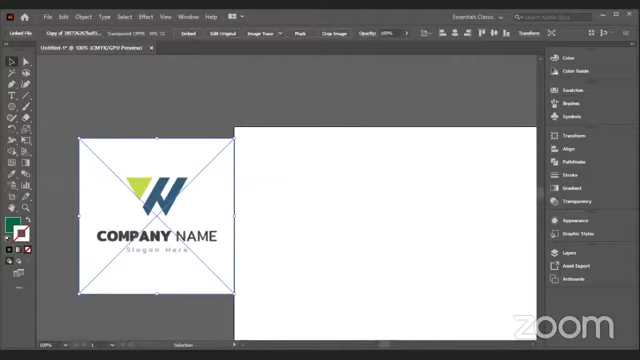 File Edit Object Type Select Effect View Window Help
Essentials Classic
Linked File Transparent CMYK PPI: 72 Embed Edit Original Image Trace Mask Crop Image Opacity: 100% Transform
Untitled-1* @ 100% (CMYK/GPU Preview)
Color
Color Guide
Swatches
Brushes
Symbols
Transform
Align
Pathfinder
Stroke
Gradient
Transparency
Appearance
Graphic Styles
Layers
Asset Export
Artboards
COMPANY NAME
Slogan Here
100% 1 Selection
zoom